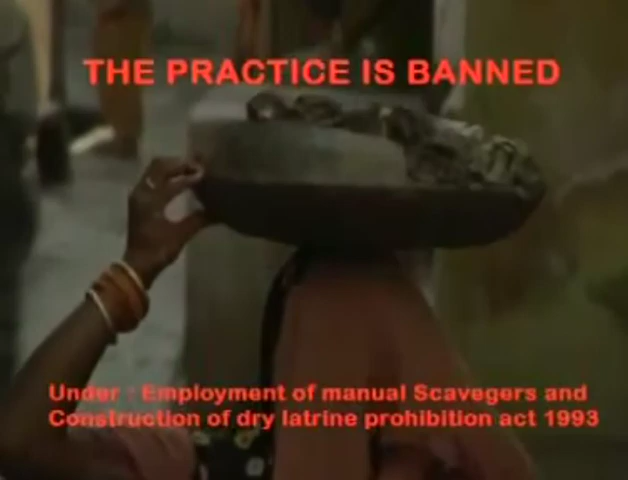 THE PRACTICE IS BANNED
Under : Employment of manual Scavegers and
Construction of dry latrine prohibition act 1993